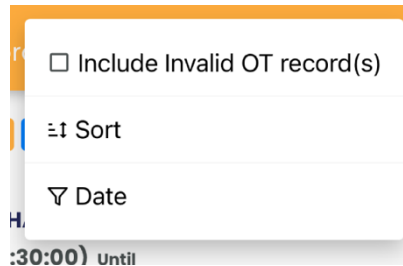 Include Invalid OT record(s)
Sort
Date
:30:00) Until